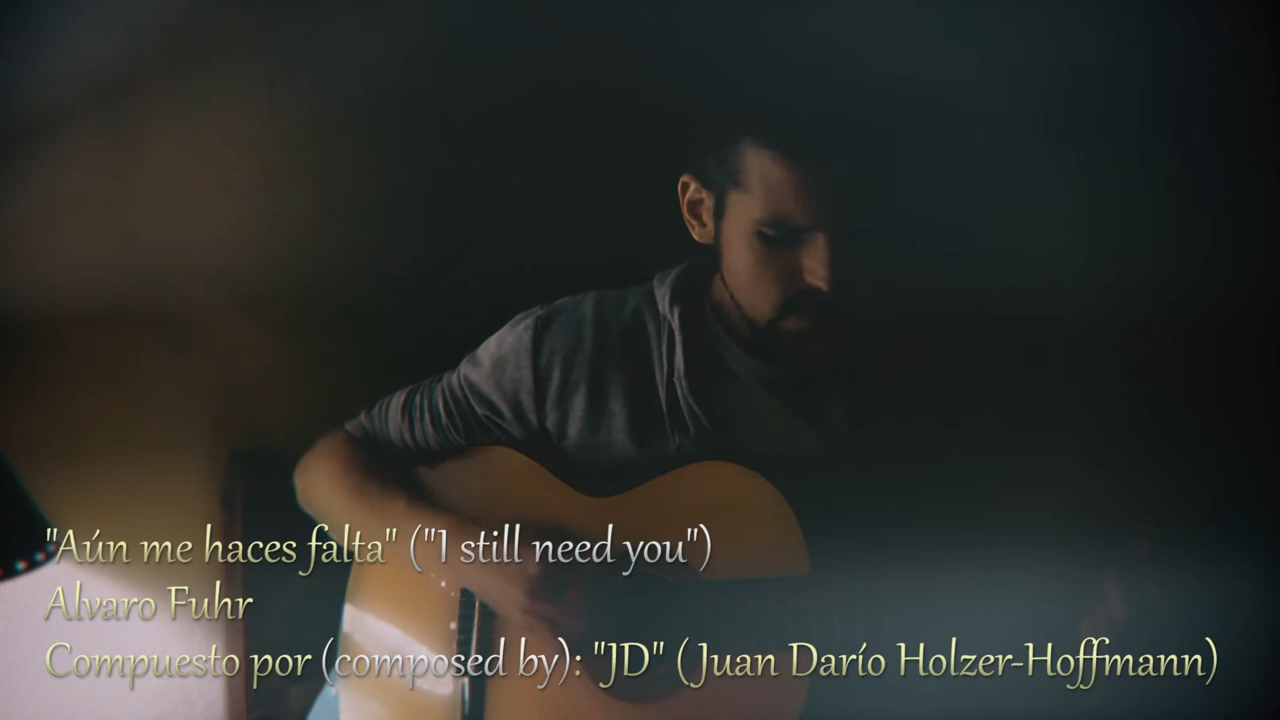 "Aún me haces falta" ("I still need you")
Alvaro Fuhr
Compuesto por (composed by): "JD" (Juan Darío Holzer-Hoffmann)